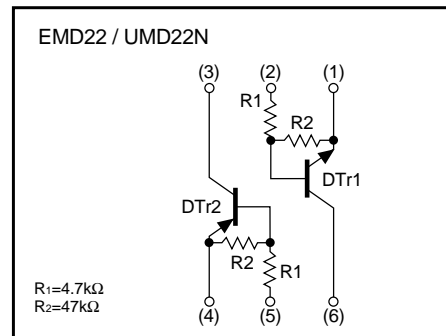 EMD22 / UMD22N
(3) (2) (1)
R1
R2
DTr1
DTr2
R2
R1
R1=4.7kΩ
R2=47kΩ
(4) (5) (6)